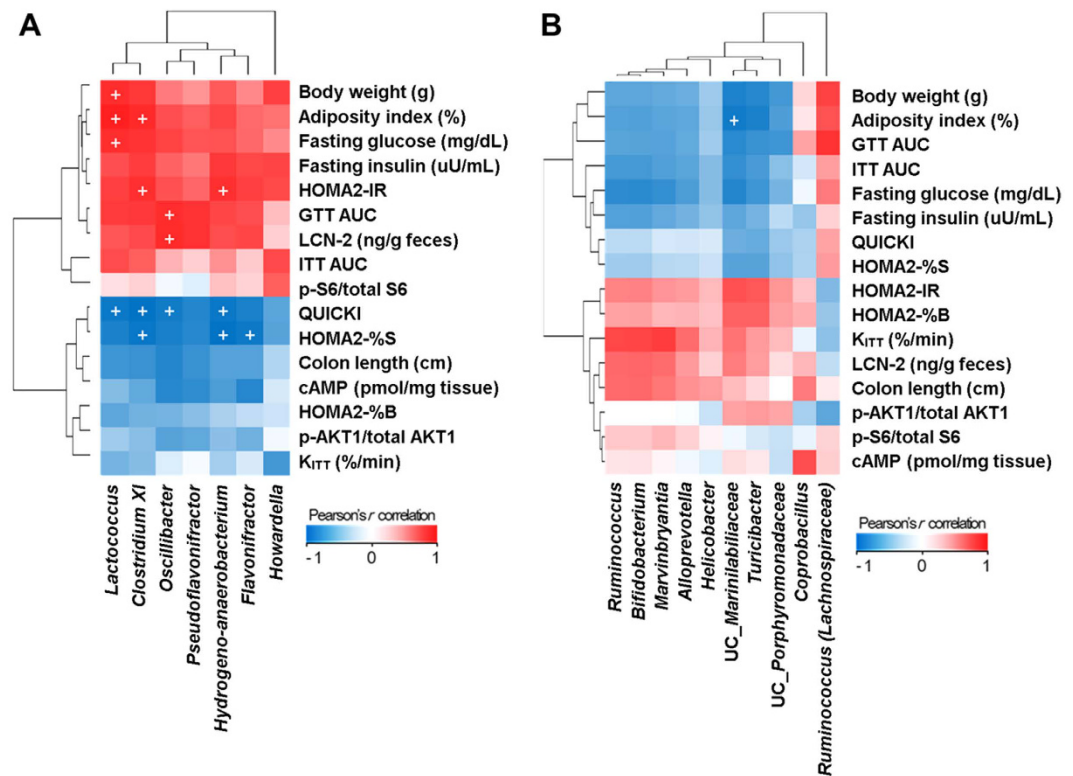 A
Body weight (g)
Adiposity index (%)
Fasting glucose (mg/dL)
Fasting insulin (uU/mL)
HOMA2-IR
GTT AUC
LCN-2 (ng/g feces)
ITT AUC
p-S6/total S6
QUICKI
HOMA2-%S
Colon length (cm)
cAMP (pmol/mg tissue)
HOMA2-%B
p-AKT1/total AKT1
KITT (%/min)
+
+ +
+
+ +
+
+
+ + + +
+ + +
Lactococcus
Clostridium XI
Oscillibacter
Pseudoflavonifractor
Hydrogeno-anaerobacterium
Flavonifractor
Howardella
Pearson's r correlation
-1 0 1
B
Body weight (g)
Adiposity index (%)
GTT AUC
ITT AUC
Fasting glucose (mg/dL)
Fasting insulin (uU/mL)
QUICKI
HOMA2-%S
HOMA2-IR
HOMA2-%B
KITT (%/min)
LCN-2 (ng/g feces)
Colon length (cm)
p-AKT1/total AKT1
p-S6/total S6
cAMP (pmol/mg tissue)
+
Ruminococcus
Bifidobacterium
Marvinbryantia
Alloprevotella
Helicobacter
UC_Marinilabiliaceae
Turicibacter
UC_Porphyromonadaceae
Coprobacillus
Ruminococcus (Lachnospiraceae)
Pearson's r correlation
-1 0 1